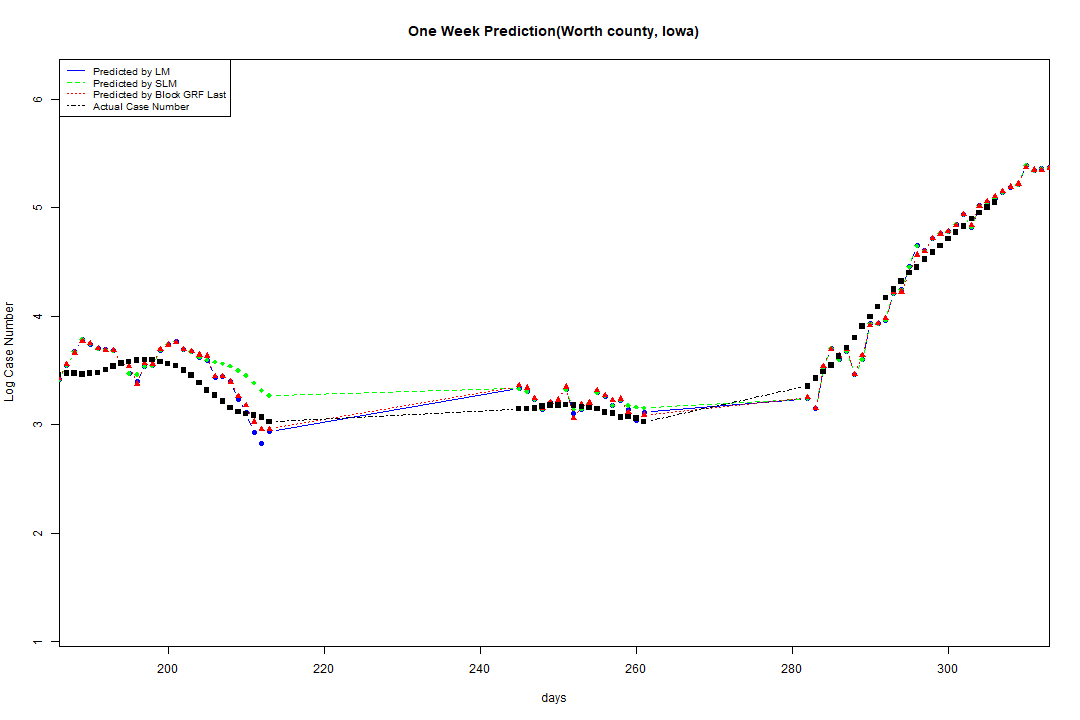 One Week Prediction(Worth county, Iowa)
Predicted by LM
Predicted by SLM
Predicted by Block GRF Last
Actual Case Number
6
5
4
3
2
1
Log Case Number
200 220 240 260 280 300
days